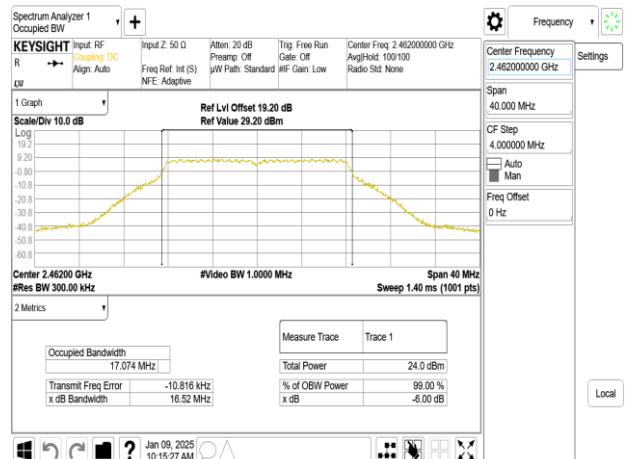 Spectrum Analyzer 1
Occupied BW
Frequency
KEYSIGHT
R
LXI
Input: RF
Coupling: DC
Align: Auto
Input Z: 50 Ω
Freq Ref: Int (S)
NFE: Adaptive
Atten: 20 dB
Preamp: Off
µW Path: Standard
Trig: Free Run
Gate: Off
#IF Gain: Low
Center Freq: 2.462000000 GHz
Avg|Hold: 100/100
Radio Std: None
Center Frequency
2.462000000 GHz
Settings
Span
40.000 MHz
CF Step
4.000000 MHz
Auto
Man
Freq Offset
0 Hz
Local
1 Graph
Scale/Div 10.0 dB
Ref Lvl Offset 19.20 dB
Ref Value 29.20 dBm
Log
19.2
9.20
-0.80
-10.8
-20.8
-30.8
-40.8
-50.8
-60.8
Center 2.46200 GHz
#Video BW 1.0000 MHz
Span 40 MHz
#Res BW 300.00 kHz
Sweep 1.40 ms (1001 pts)
2 Metrics
Measure Trace
Trace 1
Occupied Bandwidth
17.074 MHz
Total Power
24.0 dBm
Transmit Freq Error
-10.816 kHz
% of OBW Power
99.00 %
x dB Bandwidth
16.52 MHz
x dB
-6.00 dB
?
Jan 09, 2025
10:15:27 AM